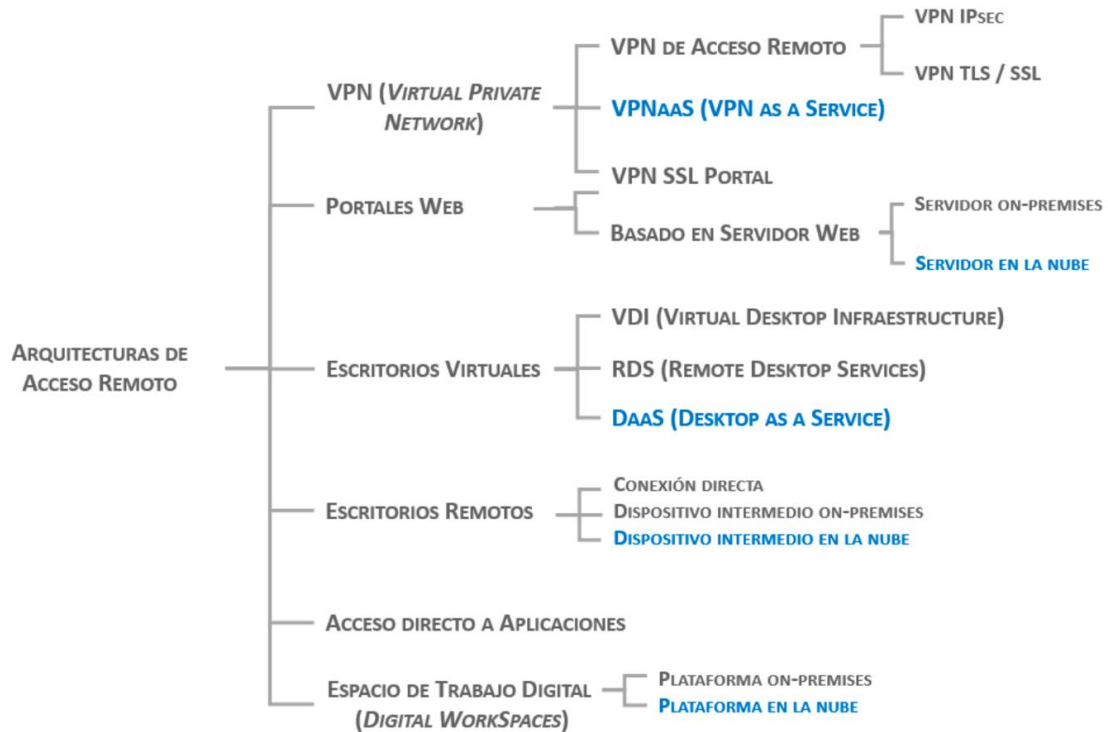 Arquitecturas de
Acceso Remoto
VPN (Virtual Private
Network)
VPN de Acceso Remoto
VPN IPsec
VPN TLS / SSL
VPNaaS (VPN as a Service)
VPN SSL Portal
Portales Web
Basado en Servidor Web
Servidor on-premises
Servidor en la nube
Escritorios Virtuales
VDI (Virtual Desktop Infraestructure)
RDS (Remote Desktop Services)
DaaS (Desktop as a Service)
Escritorios Remotos
Conexión directa
Dispositivo intermedio on-premises
Dispositivo intermedio en la nube
Acceso directo a Aplicaciones
Espacio de Trabajo Digital
(Digital WorkSpaces)
Plataforma on-premises
Plataforma en la nube